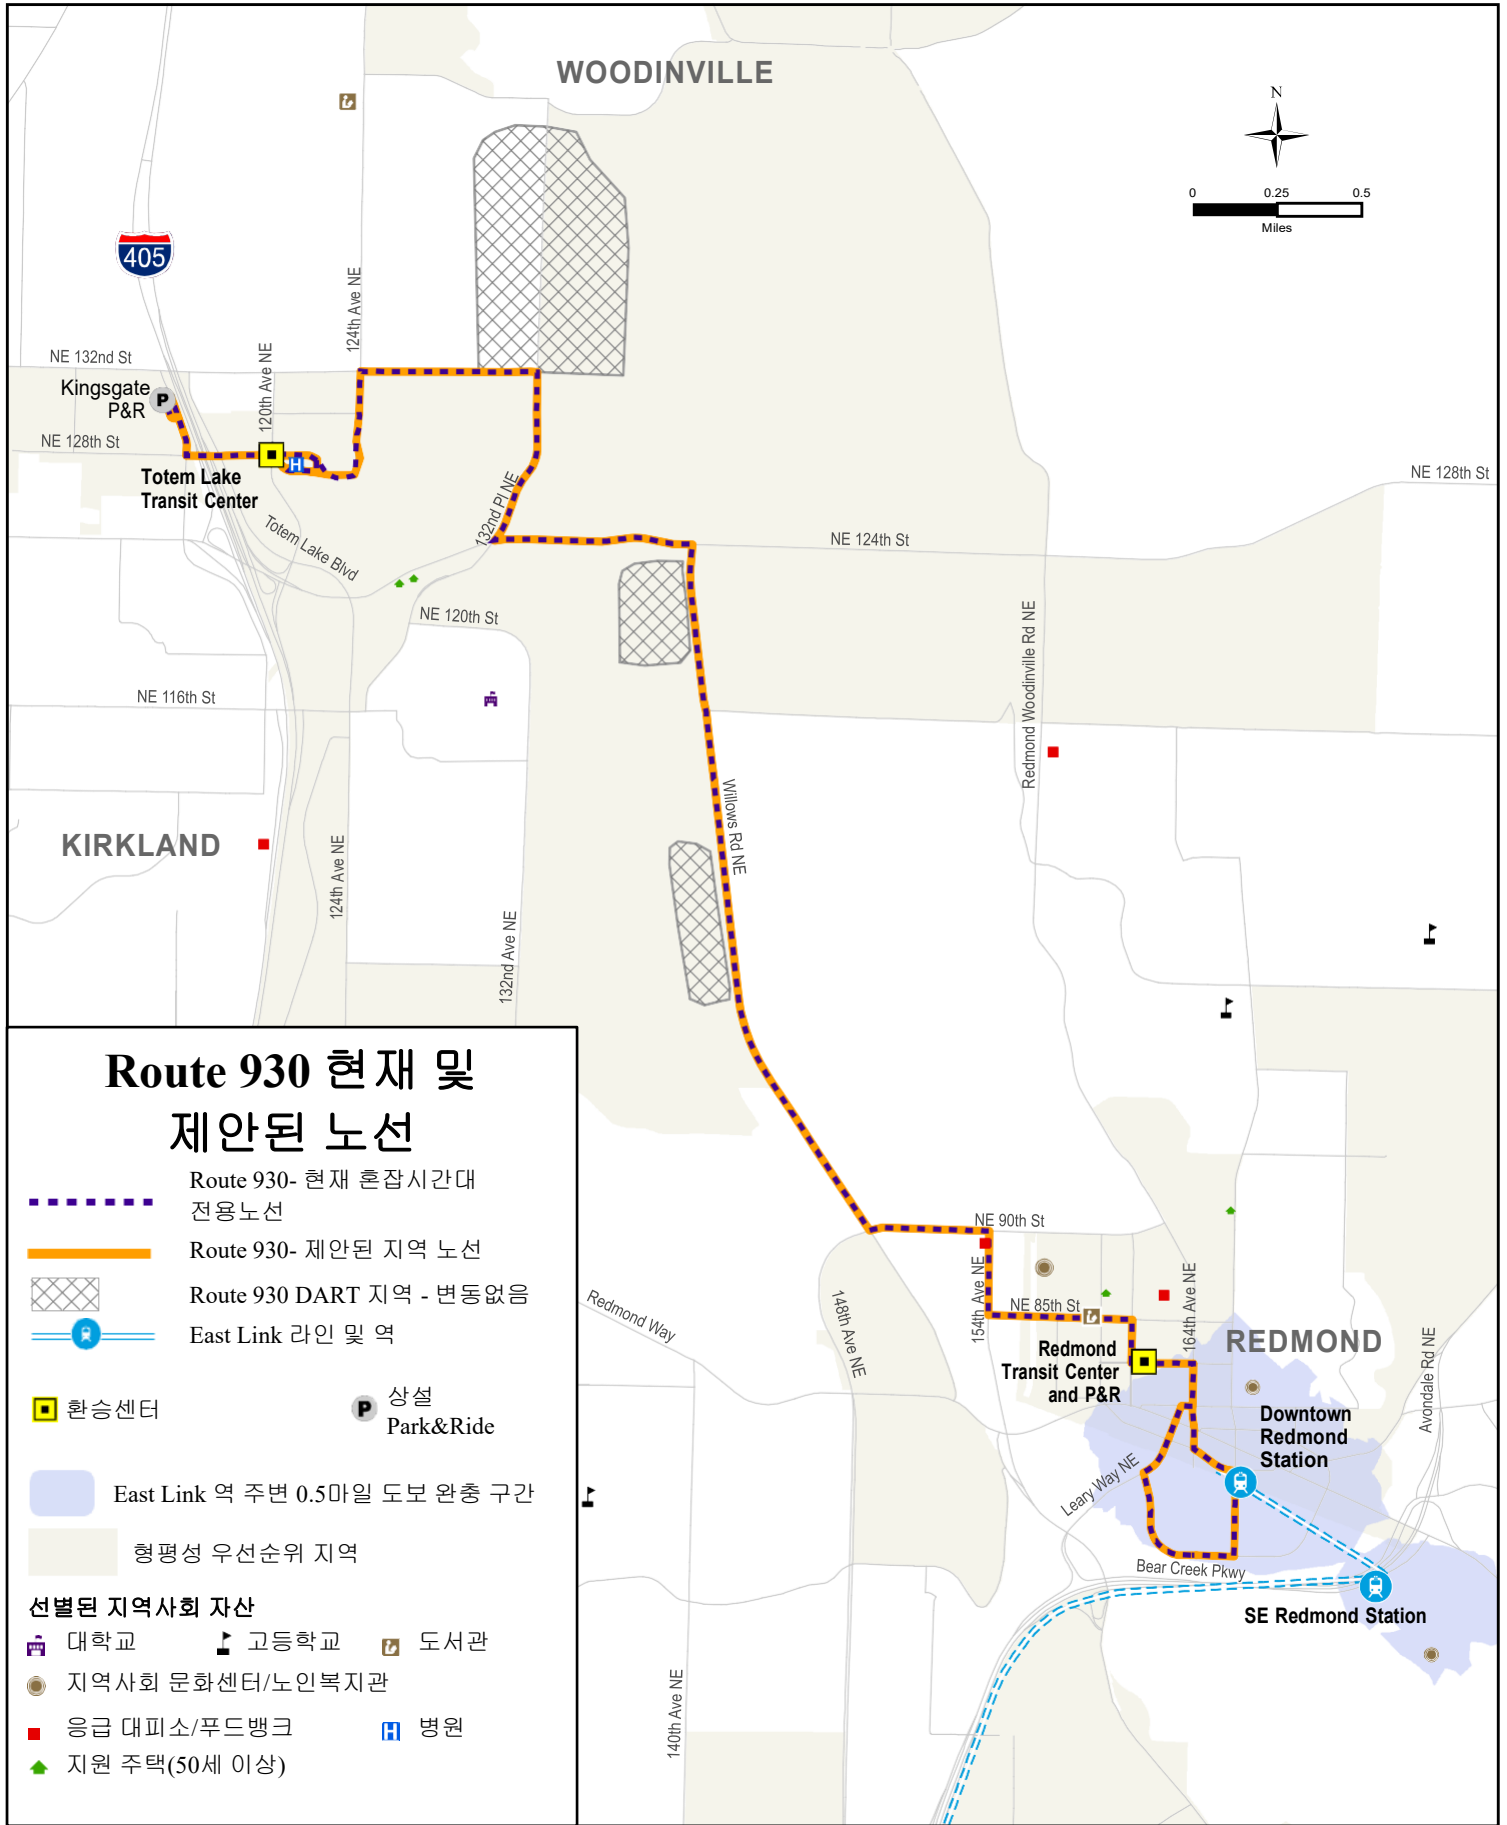 WOODINVILLE
N
0 0.25 0.5
Miles
405
124th Ave NE
NE 132nd St
120th Ave NE
Kingsgate
P&R
P
NE 128th St
H
Totem Lake
Transit Center
132nd Pl NE
NE 128th St
Totem Lake Blvd
NE 124th St
NE 120th St
Redmond Woodinville Rd NE
NE 116th St
Willows Rd NE
KIRKLAND
124th Ave NE
132nd Ave NE
NE 90th St
154th Ave NE
NE 85th St
164th Ave NE
148th Ave NE
Redmond Way
REDMOND
Avondale Rd NE
Redmond
Transit Center
and P&R
Downtown
Redmond
Station
Leary Way NE
Bear Creek Pkwy
SE Redmond Station
140th Ave NE
Route 930 현재 및
제안된 노선
Route 930- 현재 혼잡시간대
전용노선
Route 930- 제안된 지역 노선
Route 930 DART 지역 - 변동없음
East Link 라인 및 역
환승센터
P 상설
Park&Ride
East Link 역 주변 0.5마일 도보 완충 구간
형평성 우선순위 지역
선별된 지역사회 자산
대학교 고등학교 도서관
지역사회 문화센터/노인복지관
응급 대피소/푸드뱅크 H 병원
지원 주택(50세 이상)